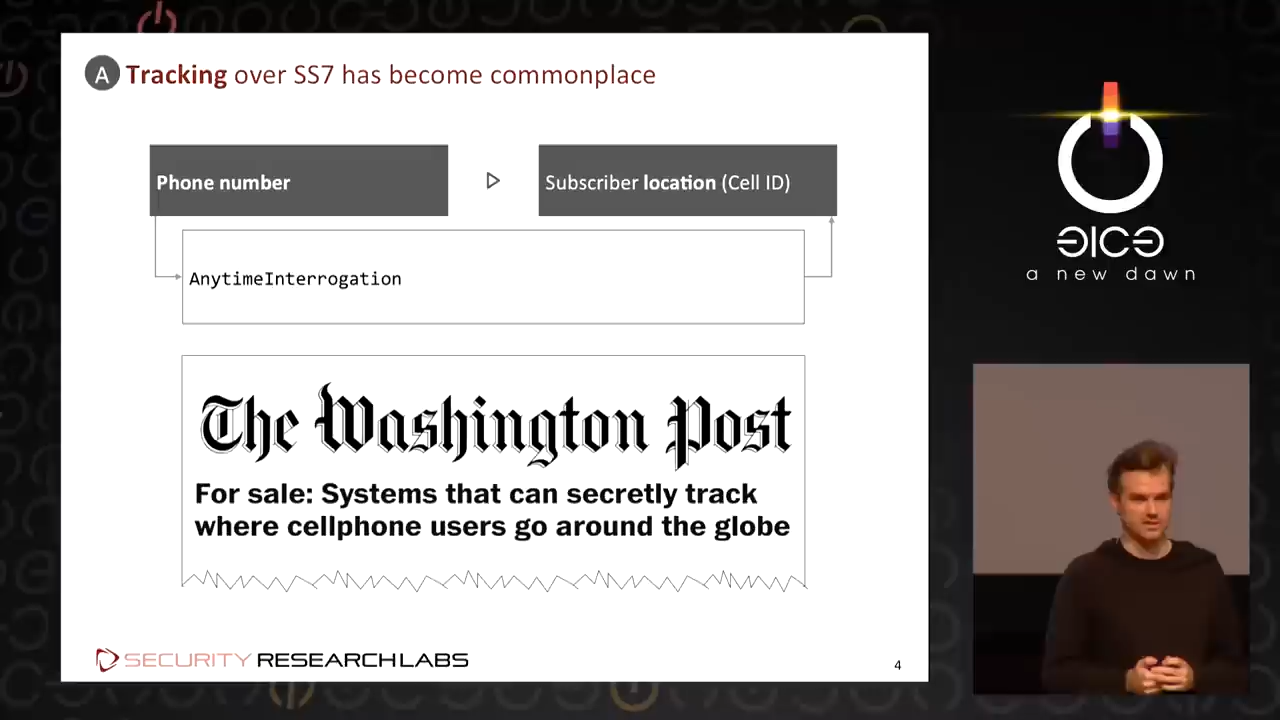 A Tracking over SS7 has become commonplace
Phone number
Subscriber location (Cell ID)
AnytimeInterrogation
The Washington Post
For sale: Systems that can secretly track
where cellphone users go around the globe
SECURITY RESEARCH LABS
4
a new dawn